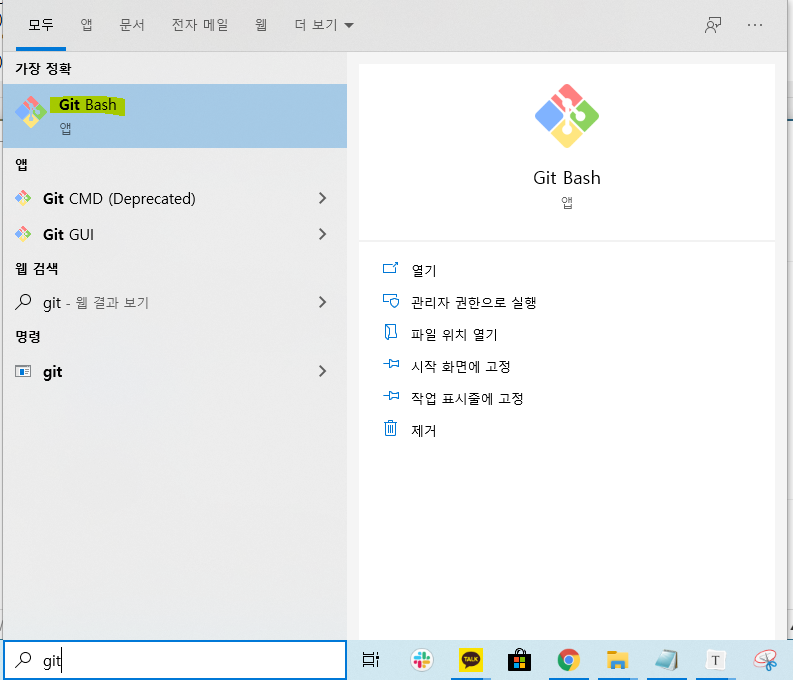 모두 앱 문서 전자 메일 웹 더 보기
가장 정확
Git Bash
앱
앱
Git CMD (Deprecated)
Git GUI
웹 검색
git - 웹 결과 보기
명령
git
Git Bash
앱
열기
관리자 권한으로 실행
파일 위치 열기
시작 화면에 고정
작업 표시줄에 고정
제거
git
TALK
T